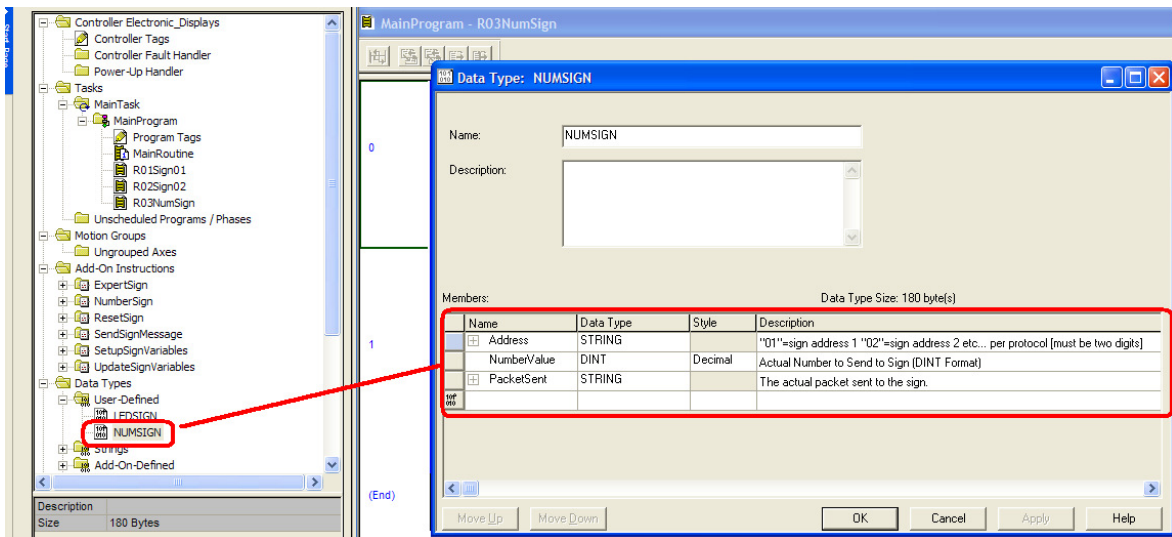 Start Page
Controller Electronic_Displays
Controller Tags
Controller Fault Handler
Power-Up Handler
Tasks
MainTask
MainProgram
Program Tags
MainRoutine
R01Sign01
R02Sign02
R03NumSign
Unscheduled Programs / Phases
Motion Groups
Ungrouped Axes
Add-On Instructions
ExpertSign
NumberSign
ResetSign
SendSignMessage
SetupSignVariables
UpdateSignVariables
Data Types
User-Defined
LEDSIGN
NUMSIGN
Strings
Add-On-Defined
Description
Size 180 Bytes
MainProgram - R03NumSign
0
1
(End)
Data Type: NUMSIGN
Name: NUMSIGN
Description:
Members: Data Type Size: 180 byte(s)
Name Data Type Style Description
Address STRING "01"=sign address 1 "02"=sign address 2 etc... per protocol [must be two digits]
NumberValue DINT Decimal Actual Number to Send to Sign (DINT Format)
PacketSent STRING The actual packet sent to the sign.
Move Up Move Down OK Cancel Apply Help